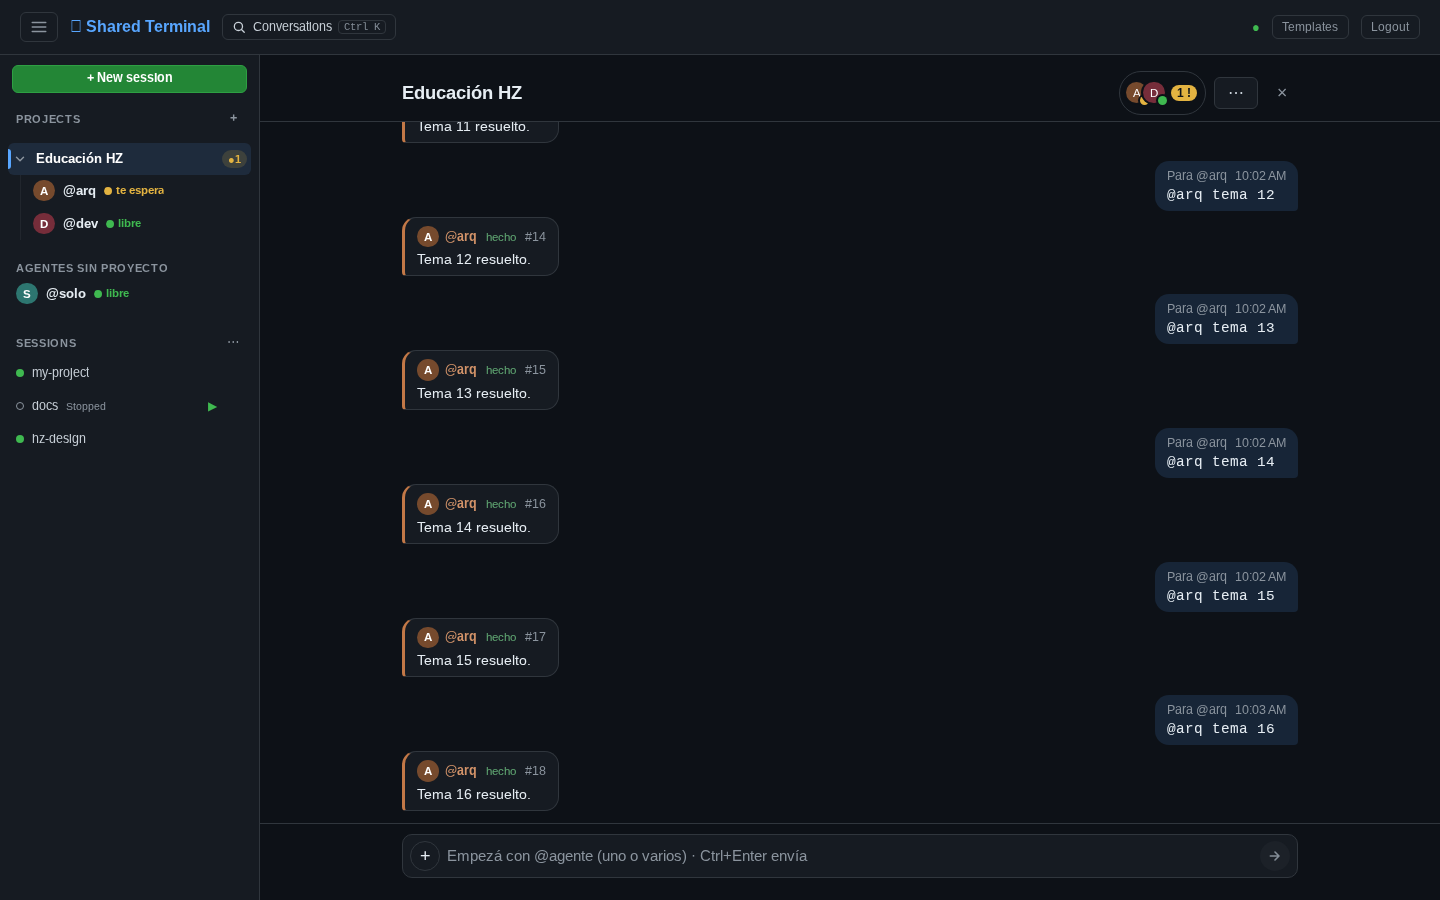 Shared Terminal
Conversations Ctrl K
Templates
Logout
+ New session
PROJECTS +
Educación HZ ●1
A @arq te espera
D @dev libre
AGENTES SIN PROYECTO
S @solo libre
SESSIONS ...
my-project
docs Stopped
hz-design
Educación HZ
A D 1 ! ... ×
Tema 11 resuelto.
Para @arq 10:02 AM
@arq tema 12
A @arq hecho #14
Tema 12 resuelto.
Para @arq 10:02 AM
@arq tema 13
A @arq hecho #15
Tema 13 resuelto.
Para @arq 10:02 AM
@arq tema 14
A @arq hecho #16
Tema 14 resuelto.
Para @arq 10:02 AM
@arq tema 15
A @arq hecho #17
Tema 15 resuelto.
Para @arq 10:03 AM
@arq tema 16
A @arq hecho #18
Tema 16 resuelto.
+ Empezá con @agente (uno o varios) · Ctrl+Enter envía